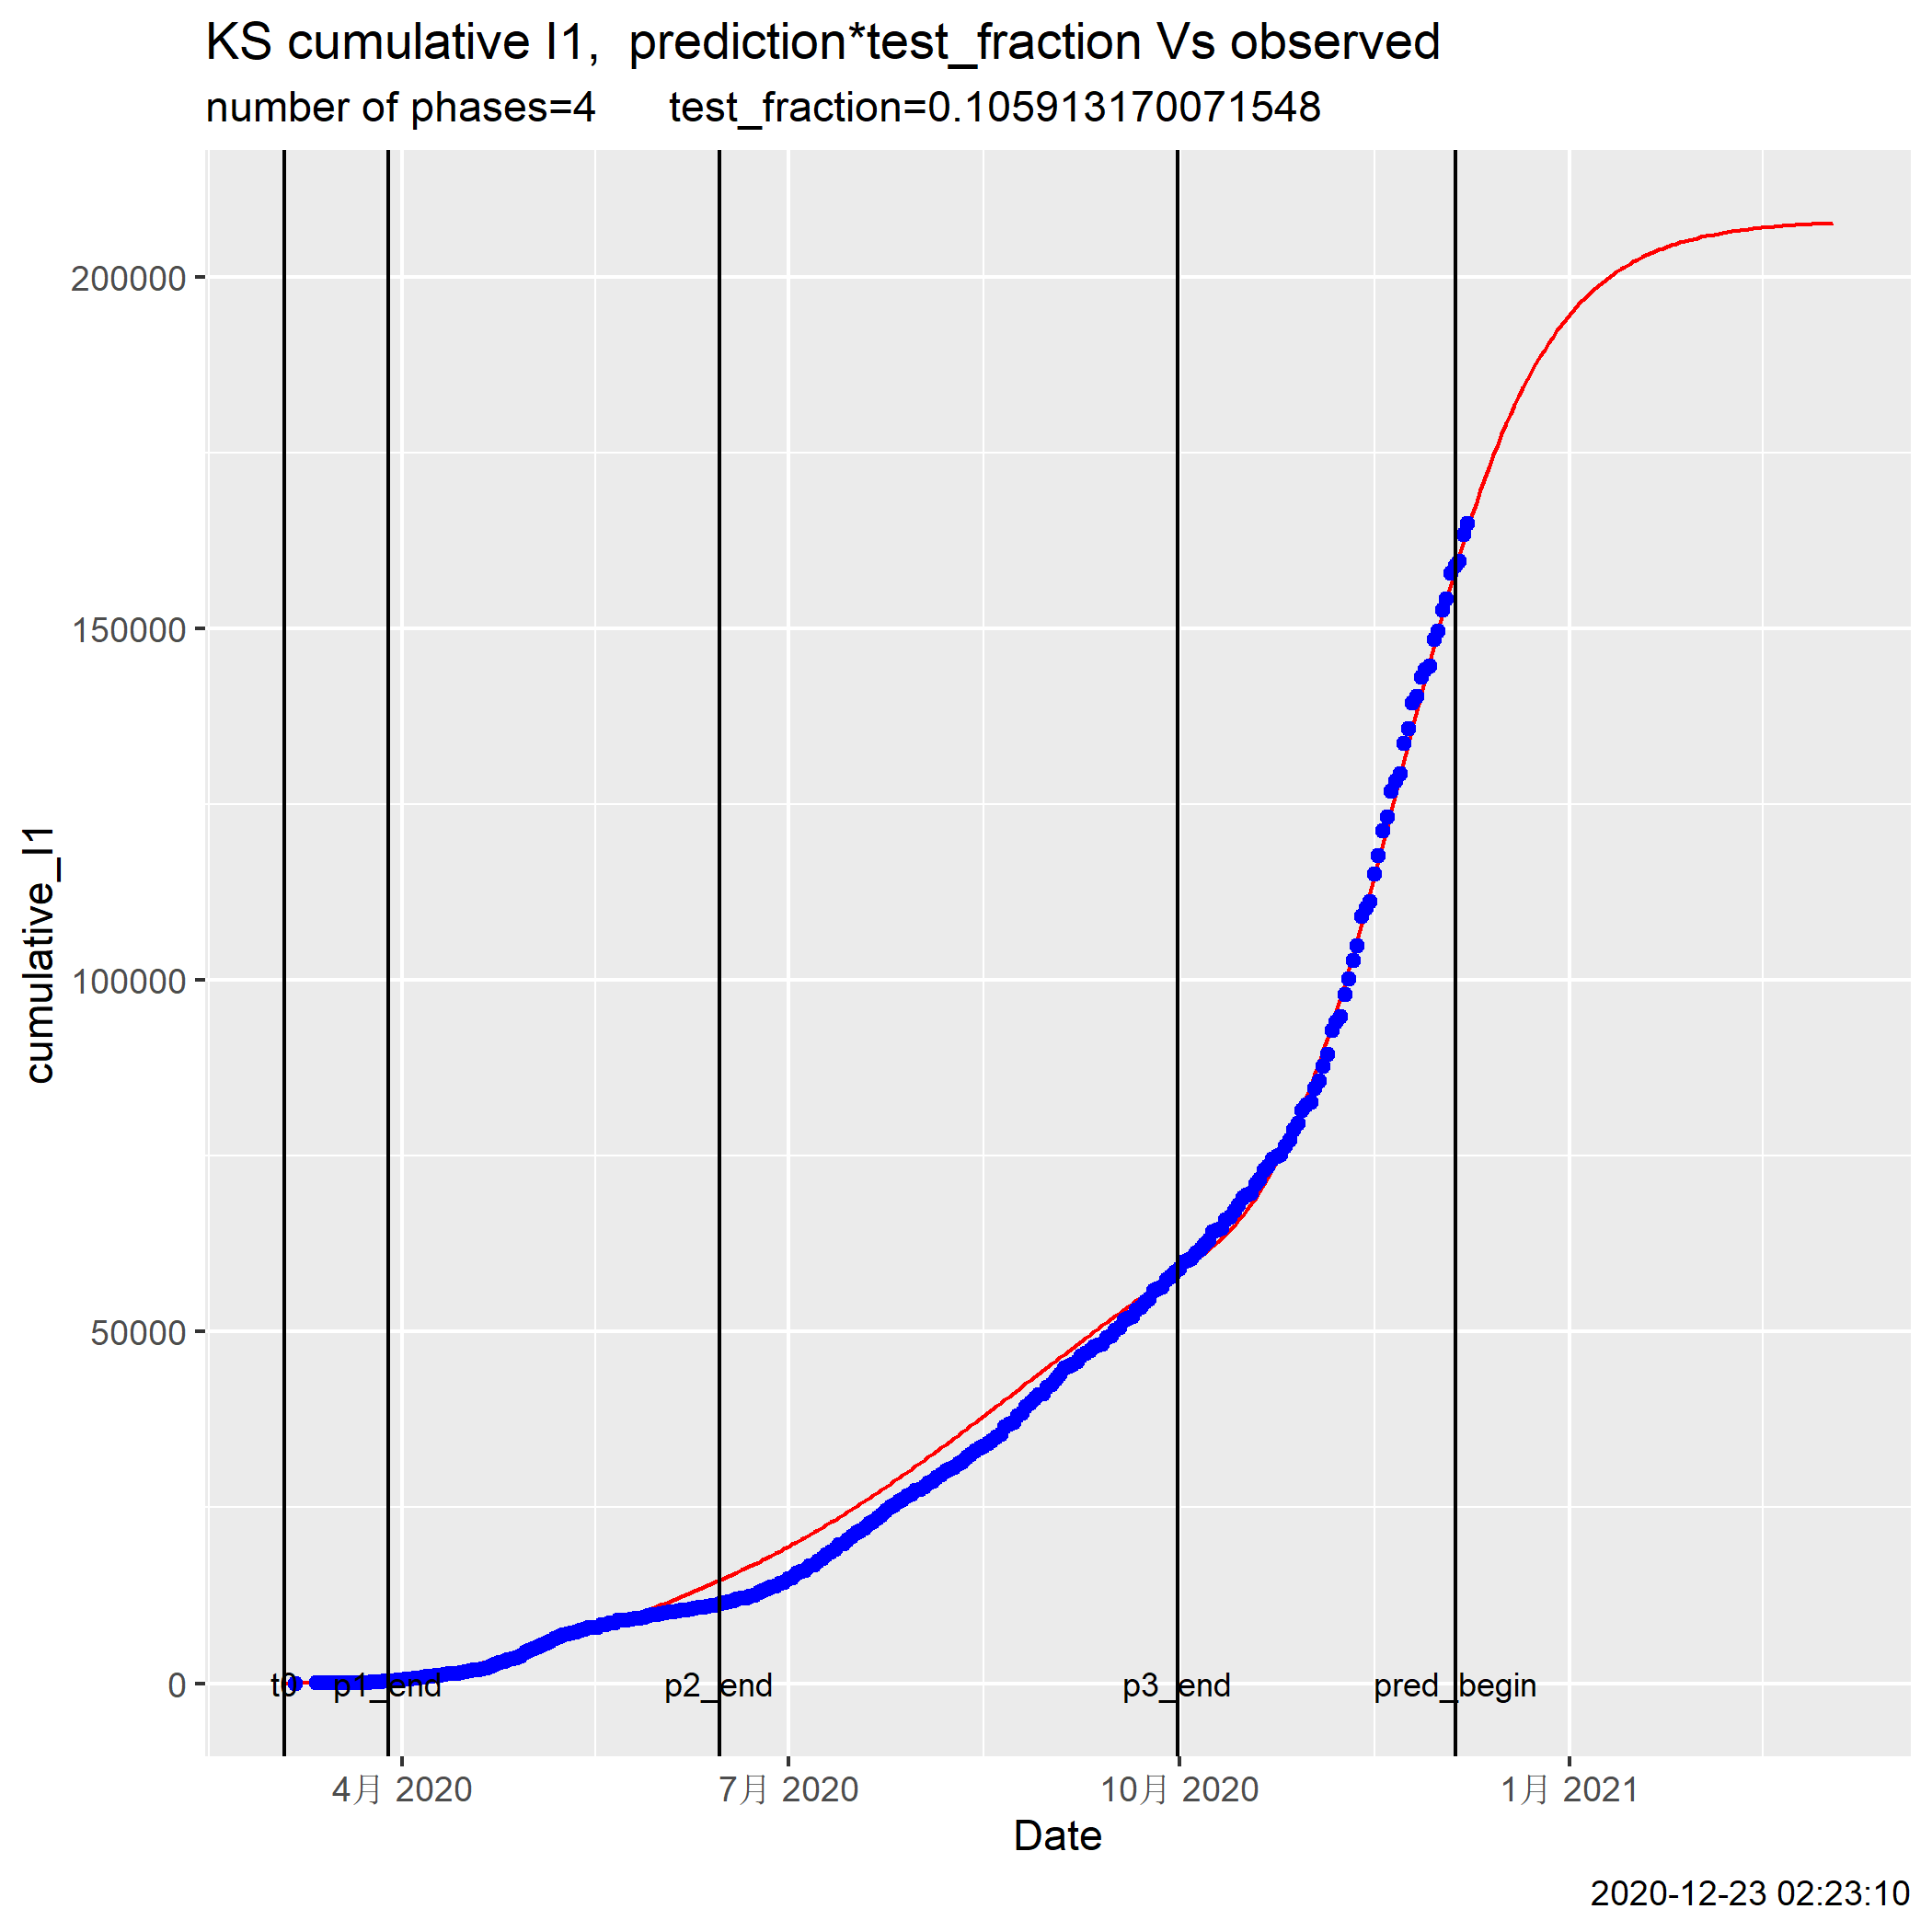 KS cumulative I1,  prediction*test_fraction Vs observed
number of phases=4      test_fraction=0.105913170071548
cumulative_I1
200000
150000
100000
50000
0
t0 p1_end p2_end p3_end pred_begin
4月 2020 7月 2020 10月 2020 1月 2021
Date
2020-12-23 02:23:10